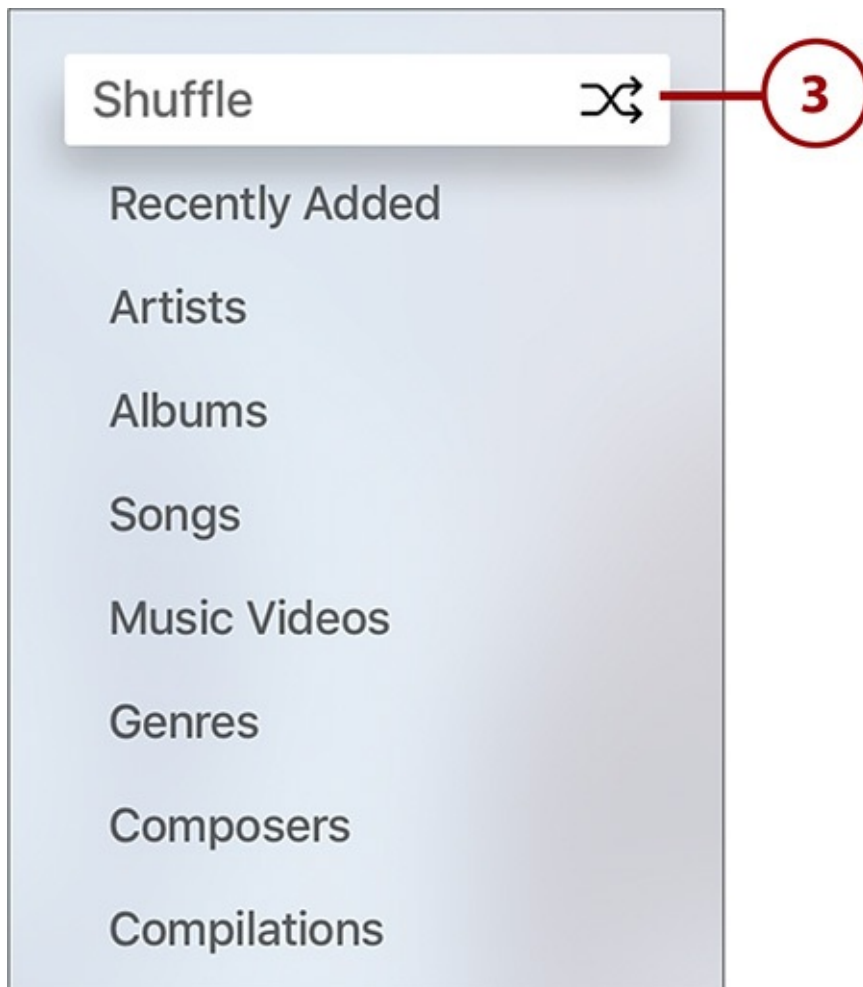 Shuffle
3
Recently Added
Artists
Albums
Songs
Music Videos
Genres
Composers
Compilations